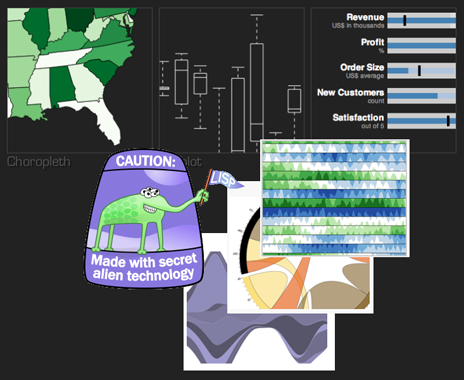 Revenue
US$ in thousands
Profit
%
Order Size
US$ average
New Customers
count
Satisfaction
out of 5
Choropleth
plot
CAUTION:
LISP
Made with secret
alien technology